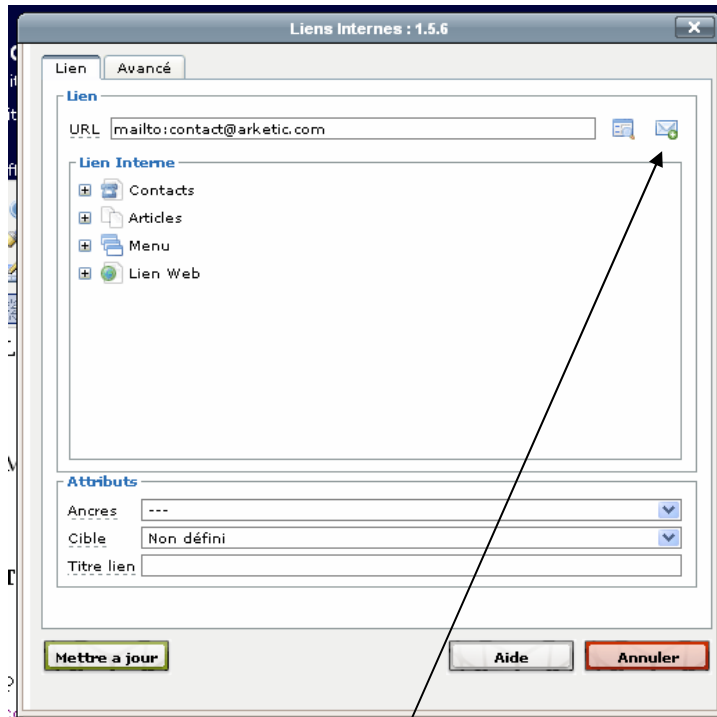 Liens Internes : 1.5.6
Lien
Avancé
Lien
URL mailto:contact@arketic.com
Lien Interne
Contacts
Articles
Menu
Lien Web
Attributs
Ancres ---
Cible Non défini
Titre lien
Mettre a jour
Aide
Annuler